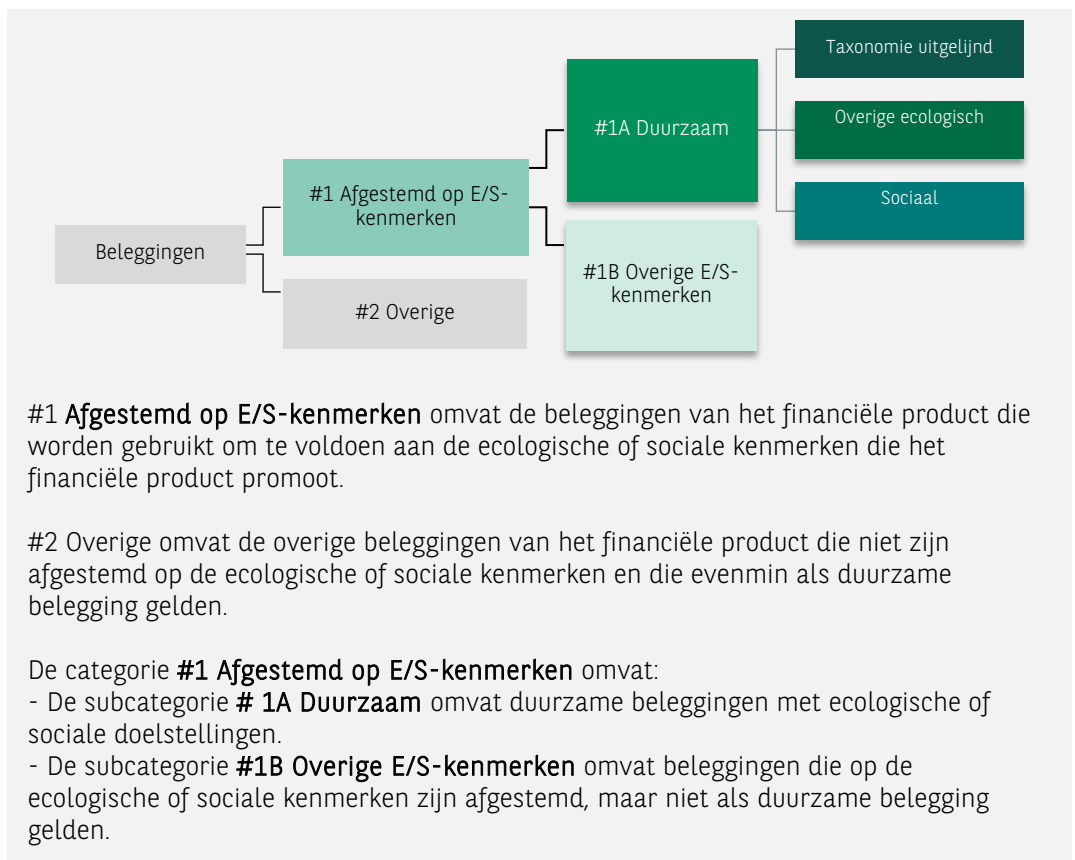 Taxonomie uitgelijnd
#1A Duurzaam
Overige ecologisch
#1 Afgestemd op E/S-
kenmerken
Sociaal
Beleggingen
#1B Overige E/S-
kenmerken
#2 Overige
#1 Afgestemd op E/S-kenmerken omvat de beleggingen van het financiële product die
worden gebruikt om te voldoen aan de ecologische of sociale kenmerken die het
financiële product promoot.
#2 Overige omvat de overige beleggingen van het financiële product die niet zijn
afgestemd op de ecologische of sociale kenmerken en die evenmin als duurzame
belegging gelden.
De categorie #1 Afgestemd op E/S-kenmerken omvat:
- De subcategorie # 1A Duurzaam omvat duurzame beleggingen met ecologische of
sociale doelstellingen.
- De subcategorie #1B Overige E/S-kenmerken omvat beleggingen die op de
ecologische of sociale kenmerken zijn afgestemd, maar niet als duurzame belegging
gelden.